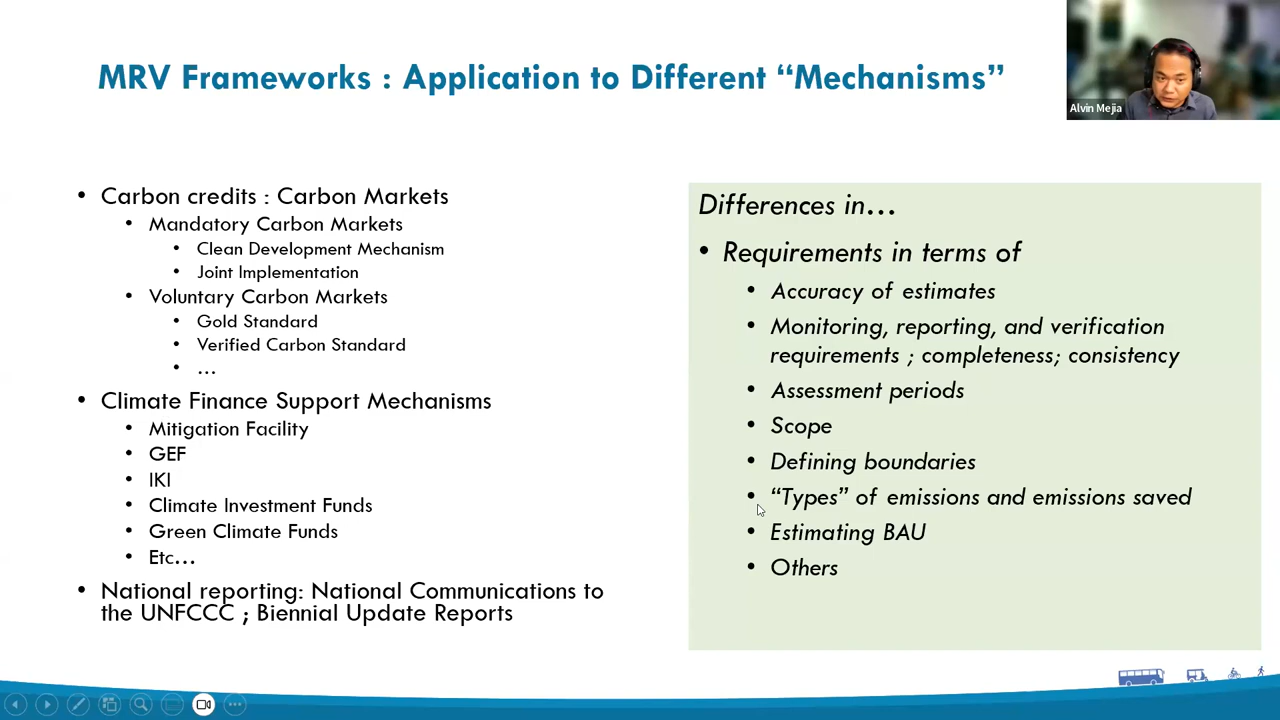 MRV Frameworks : Application to Different “Mechanisms”
Alvin Mejia
• Carbon credits : Carbon Markets
• Mandatory Carbon Markets
• Clean Development Mechanism
• Joint Implementation
• Voluntary Carbon Markets
• Gold Standard
• Verified Carbon Standard
• …
• Climate Finance Support Mechanisms
• Mitigation Facility
• GEF
• IKI
• Climate Investment Funds
• Green Climate Funds
• Etc…
• National reporting: National Communications to
the UNFCCC ; Biennial Update Reports
Differences in…
• Requirements in terms of
• Accuracy of estimates
• Monitoring, reporting, and verification
requirements ; completeness; consistency
• Assessment periods
• Scope
• Defining boundaries
• “Types” of emissions and emissions saved
• Estimating BAU
• Others